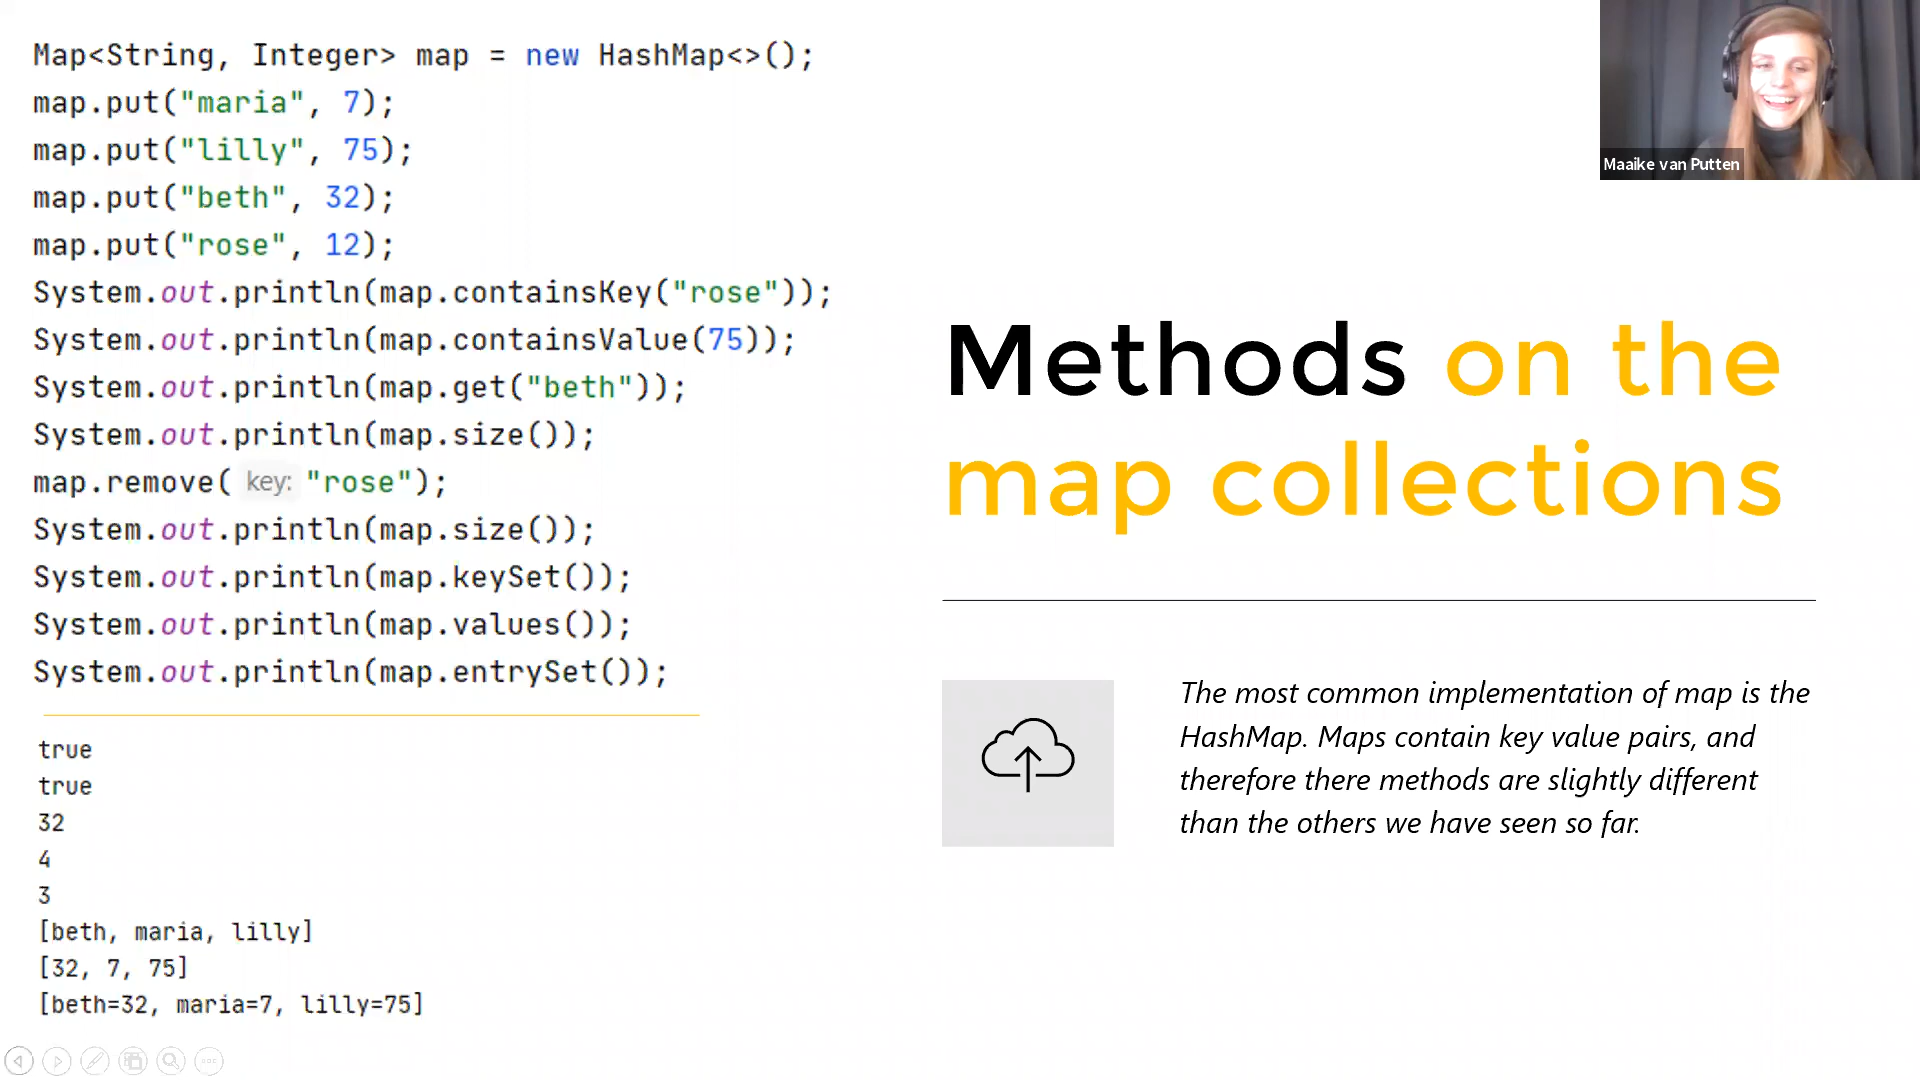 Map<String, Integer> map = new HashMap<>();
map.put("maria", 7);
map.put("lilly", 75);
map.put("beth", 32);
map.put("rose", 12);
System.out.println(map.containsKey("rose"));
System.out.println(map.containsValue(75));
System.out.println(map.get("beth"));
System.out.println(map.size());
map.remove( key: "rose");
System.out.println(map.size());
System.out.println(map.keySet());
System.out.println(map.values());
System.out.println(map.entrySet());
true
true
32
4
3
[beth, maria, lilly]
[32, 7, 75]
[beth=32, maria=7, lilly=75]
Maaike van Putten
Methods on the
map collections
The most common implementation of map is the
HashMap. Maps contain key value pairs, and
therefore there methods are slightly different
than the others we have seen so far.